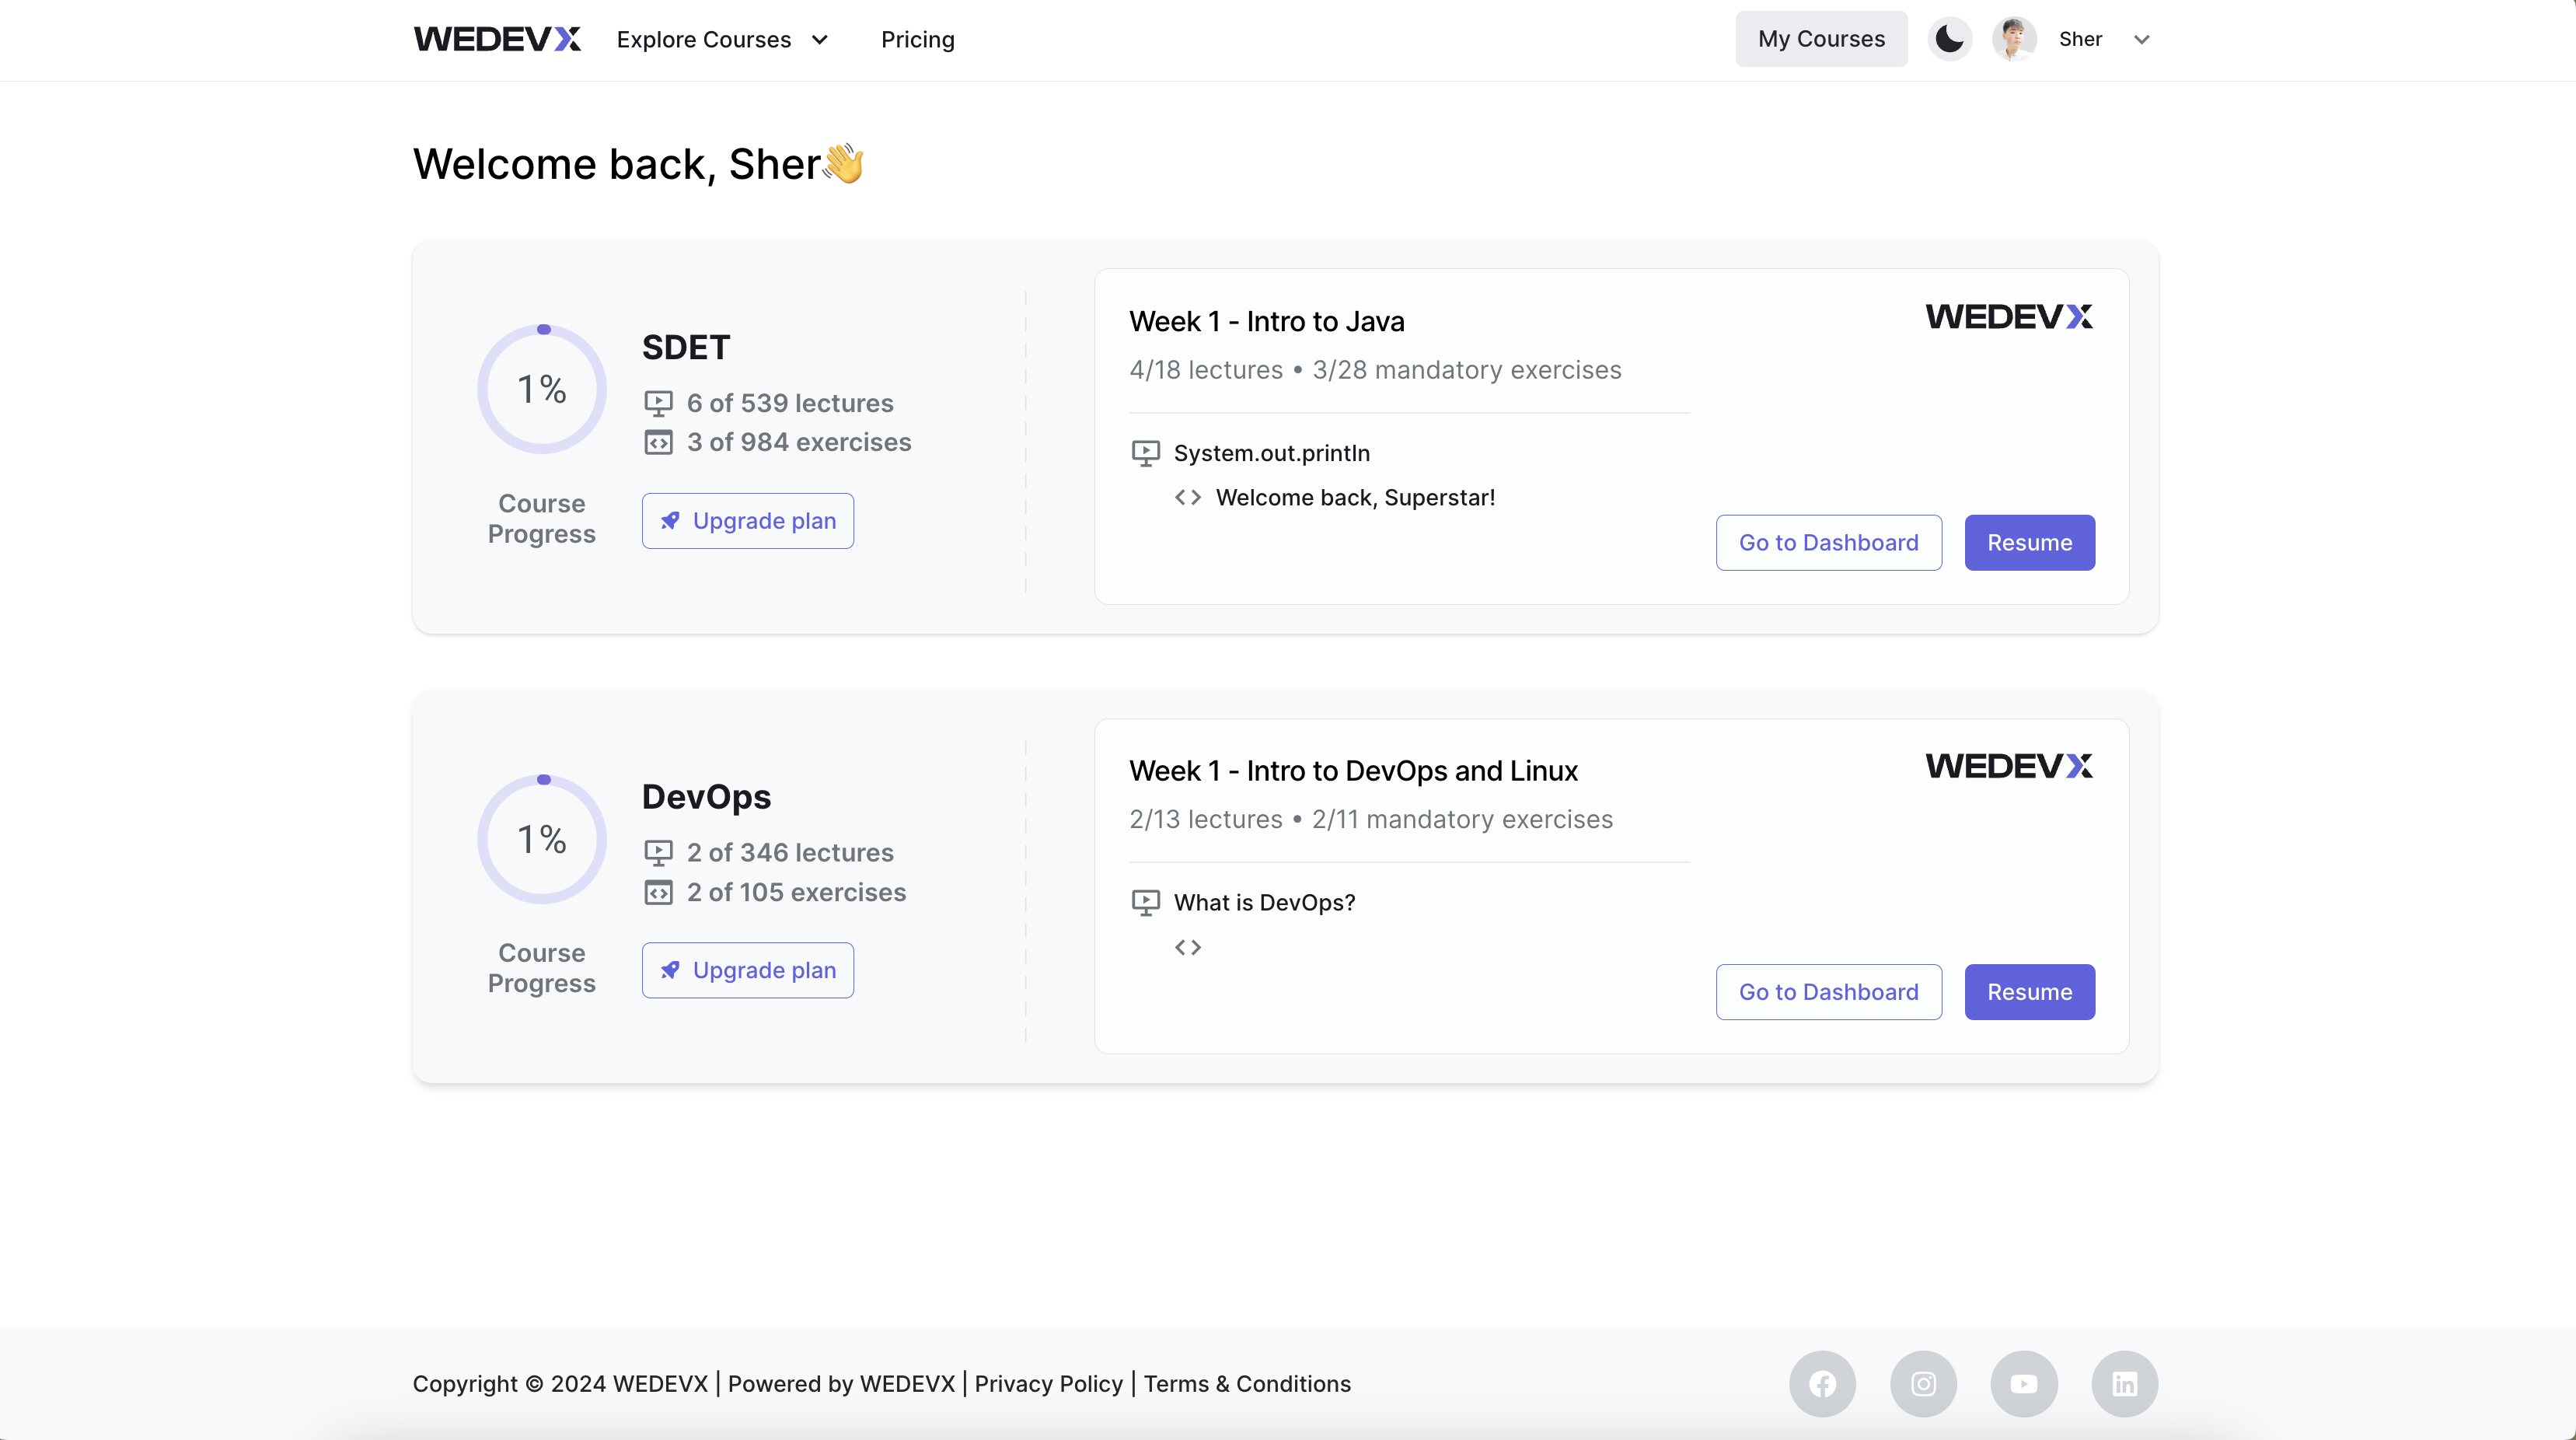 WEDEVX Explore Courses Pricing My Courses Sher
Welcome back, Sher👋
1%
Course
Progress
SDET
6 of 539 lectures
3 of 984 exercises
Upgrade plan
Week 1 - Intro to Java
WEDEVX
4/18 lectures • 3/28 mandatory exercises
System.out.println
<> Welcome back, Superstar!
Go to Dashboard Resume
1%
Course
Progress
DevOps
2 of 346 lectures
2 of 105 exercises
Upgrade plan
Week 1 - Intro to DevOps and Linux
WEDEVX
2/13 lectures • 2/11 mandatory exercises
What is DevOps?
<>
Go to Dashboard Resume
Copyright © 2024 WEDEVX | Powered by WEDEVX | Privacy Policy | Terms & Conditions